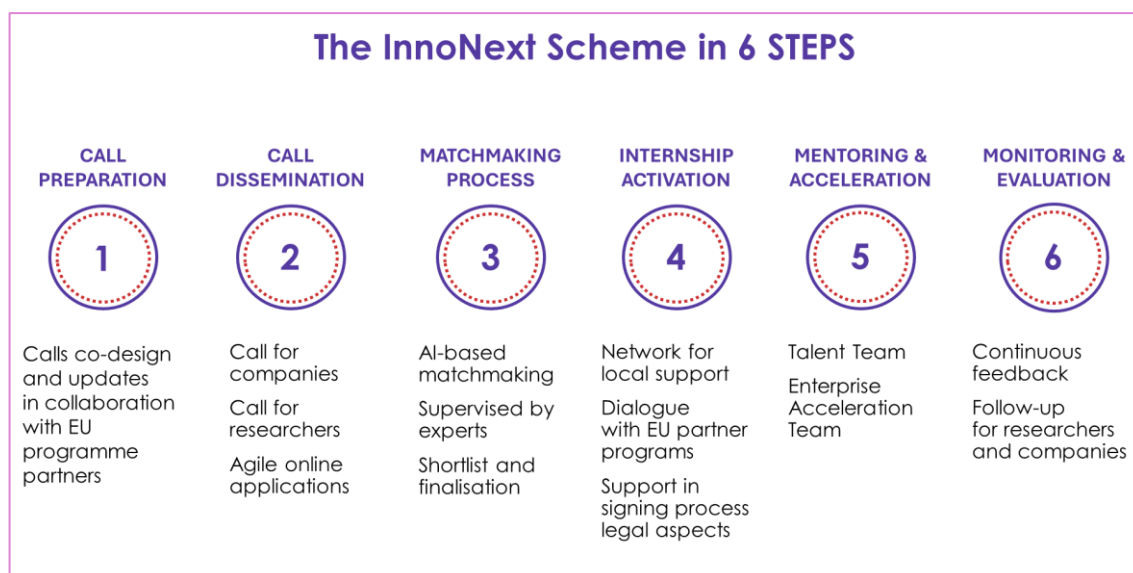 The InnoNext Scheme in 6 STEPS
CALL
PREPARATION
1
Calls co-design
and updates
in collaboration
with EU
programme
partners
CALL
DISSEMINATION
2
Call for
companies
Call for
researchers
Agile online
applications
MATCHMAKING
PROCESS
3
AI-based
matchmaking
Supervised by
experts
Shortlist and
finalisation
INTERNSHIP
ACTIVATION
4
Network for
local support
Dialogue
with EU partner
programs
Support in
signing process
legal aspects
MENTORING &
ACCELERATION
5
Talent Team
Enterprise
Acceleration
Team
MONITORING &
EVALUATION
6
Continuous
feedback
Follow-up
for researchers
and companies